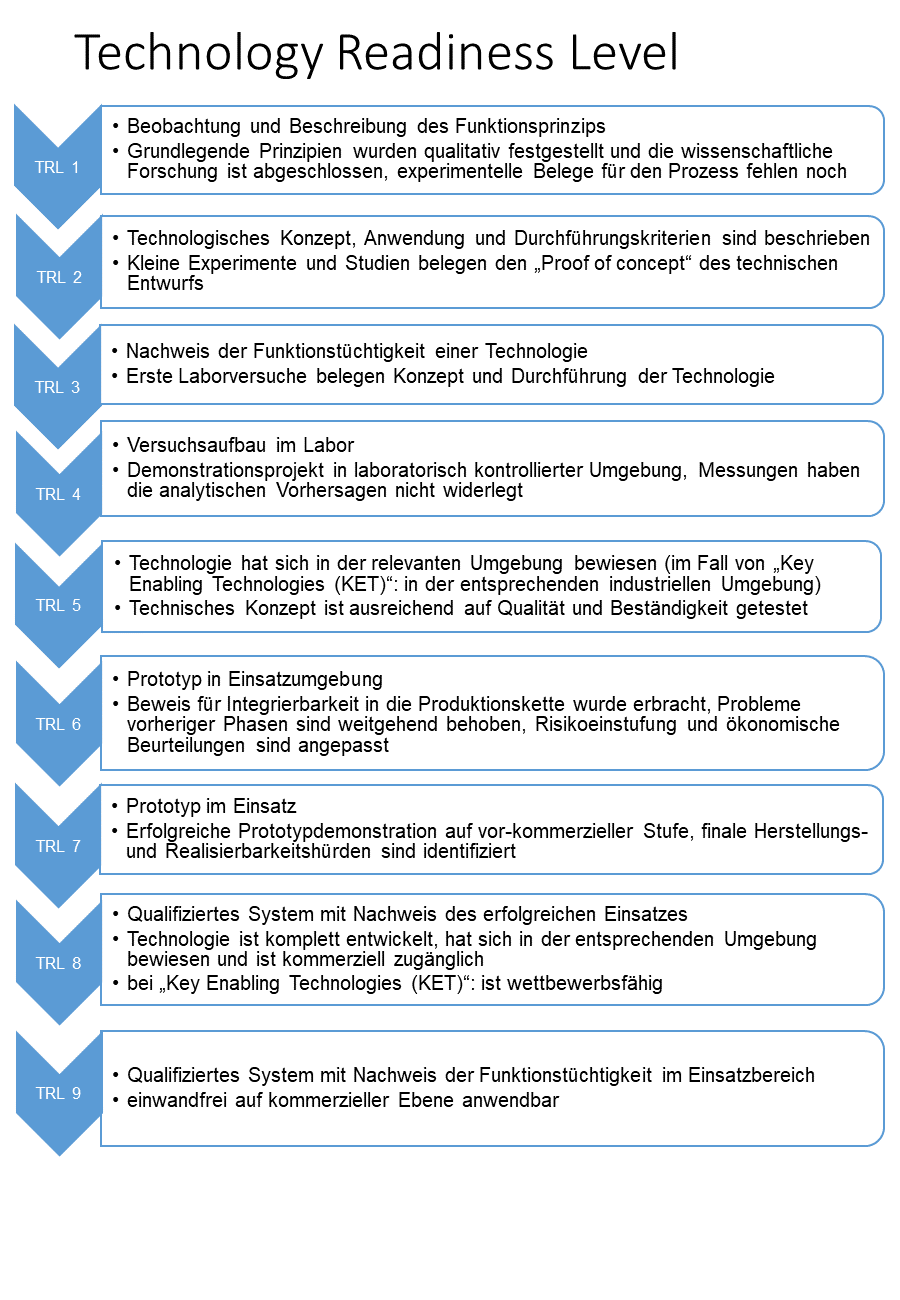 Technology Readiness Level
TRL 1
• Beobachtung und Beschreibung des Funktionsprinzips
• Grundlegende Prinzipien wurden qualitativ festgestellt und die wissenschaftliche
Forschung ist abgeschlossen, experimentelle Belege für den Prozess fehlen noch
TRL 2
• Technologisches Konzept, Anwendung und Durchführungskriterien sind beschrieben
• Kleine Experimente und Studien belegen den „Proof of concept“ des technischen
Entwurfs
TRL 3
• Nachweis der Funktionstüchtigkeit einer Technologie
• Erste Laborversuche belegen Konzept und Durchführung der Technologie
TRL 4
• Versuchsaufbau im Labor
• Demonstrationsprojekt in laboratorisch kontrollierter Umgebung, Messungen haben
die analytischen Vorhersagen nicht widerlegt
TRL 5
• Technologie hat sich in der relevanten Umgebung bewiesen (im Fall von „Key
Enabling Technologies (KET)“: in der entsprechenden industriellen Umgebung)
• Technisches Konzept ist ausreichend auf Qualität und Beständigkeit getestet
TRL 6
• Prototyp in Einsatzumgebung
• Beweis für Integrierbarkeit in die Produktionskette wurde erbracht, Probleme
vorheriger Phasen sind weitgehend behoben, Risikoeinstufung und ökonomische
Beurteilungen sind angepasst
TRL 7
• Prototyp im Einsatz
• Erfolgreiche Prototypdemonstration auf vor-kommerzieller Stufe, finale Herstellungs-
und Realisierbarkeitshürden sind identifiziert
TRL 8
• Qualifiziertes System mit Nachweis des erfolgreichen Einsatzes
• Technologie ist komplett entwickelt, hat sich in der entsprechenden Umgebung
bewiesen und ist kommerziell zugänglich
• bei „Key Enabling Technologies (KET)“: ist wettbewerbsfähig
TRL 9
• Qualifiziertes System mit Nachweis der Funktionstüchtigkeit im Einsatzbereich
• einwandfrei auf kommerzieller Ebene anwendbar